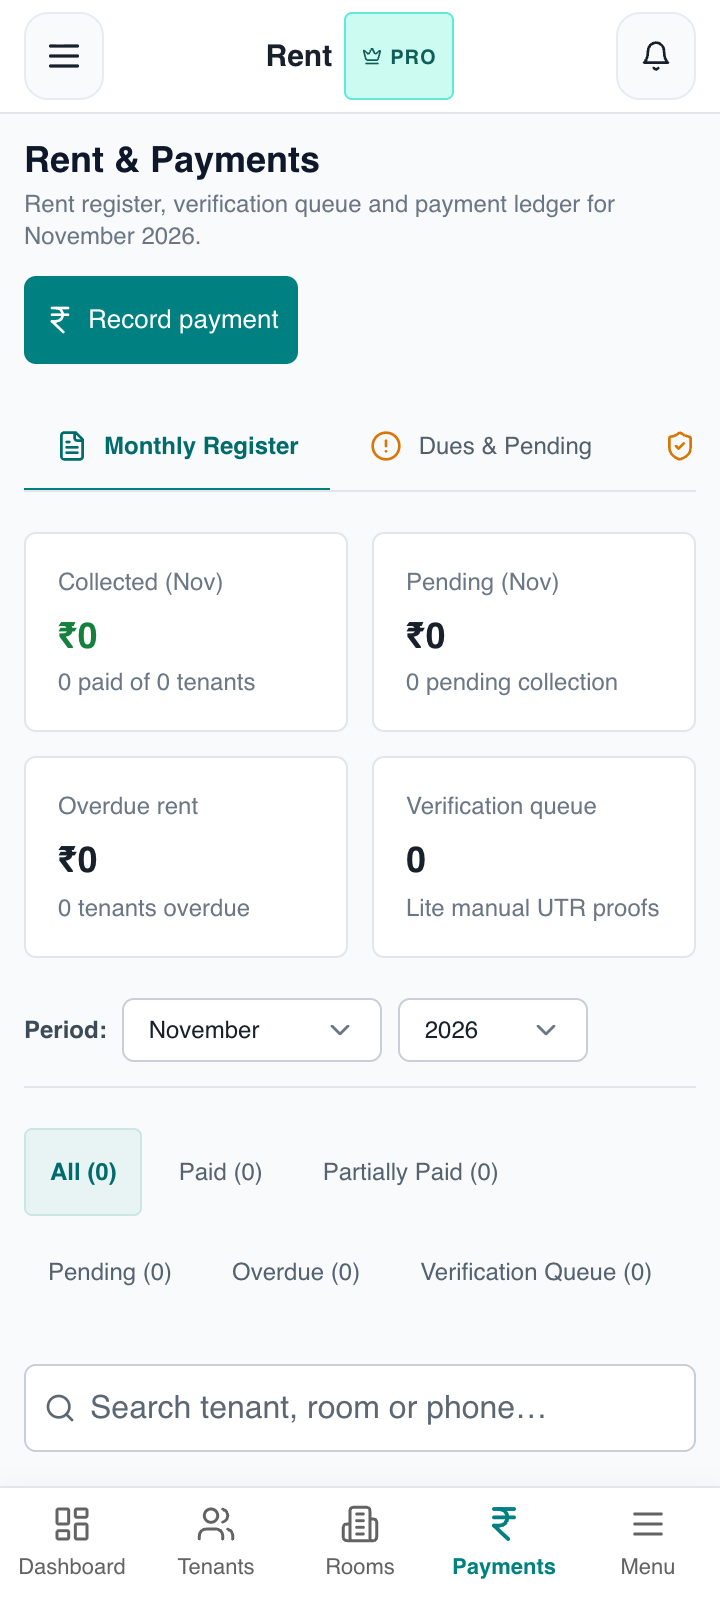 Rent PRO
Rent & Payments
Rent register, verification queue and payment ledger for
November 2026.
₹ Record payment
Monthly Register Dues & Pending
Collected (Nov) Pending (Nov)
₹0 ₹0
0 paid of 0 tenants 0 pending collection
Overdue rent Verification queue
₹0 0
0 tenants overdue Lite manual UTR proofs
Period: November 2026
All (0) Paid (0) Partially Paid (0)
Pending (0) Overdue (0) Verification Queue (0)
Search tenant, room or phone…
Dashboard Tenants Rooms Payments Menu